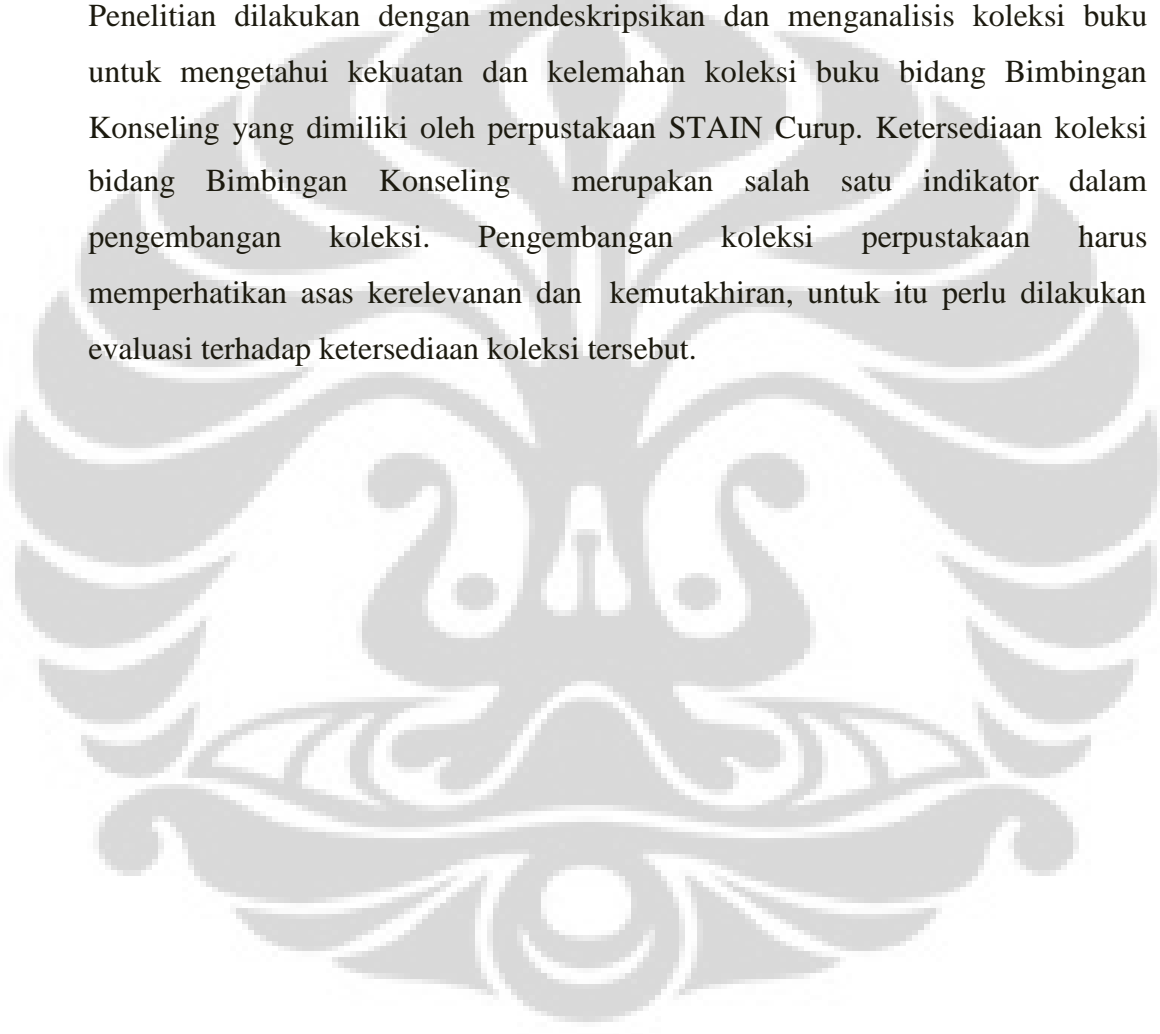 Penelitian dilakukan dengan mendeskripsikan dan menganalisis koleksi buku
untuk mengetahui kekuatan dan kelemahan koleksi buku bidang Bimbingan
Konseling yang dimiliki oleh perpustakaan STAIN Curup. Ketersediaan koleksi
bidang Bimbingan Konseling merupakan salah satu indikator dalam
pengembangan koleksi. Pengembangan koleksi perpustakaan harus
memperhatikan asas kerelevanan dan kemutakhiran, untuk itu perlu dilakukan
evaluasi terhadap ketersediaan koleksi tersebut.